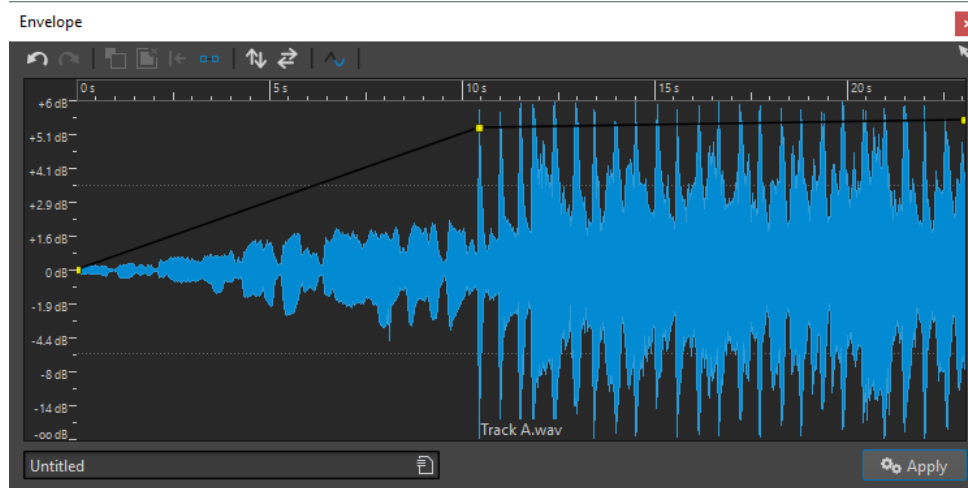 Envelope
0 s 5 s 10 s 15 s 20 s
+6 dB
+5.1 dB
+4.1 dB
+2.9 dB
+1.6 dB
0 dB
-1.9 dB
-4.4 dB
-8 dB
-14 dB
-oo dB
Track A.wav
Untitled
Apply